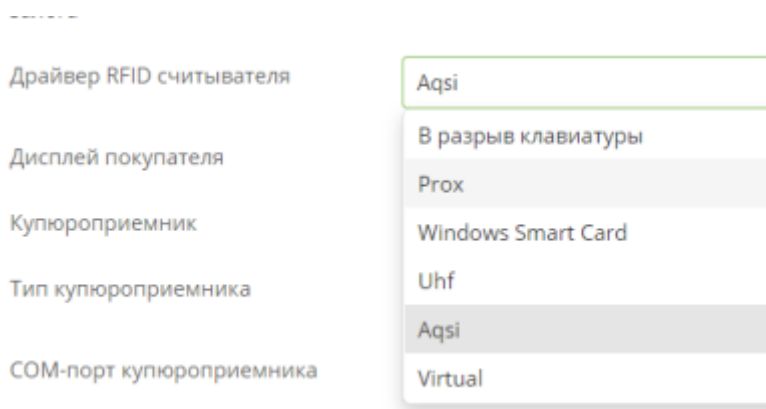 Драйвер RFID считывателя
Aqsi
В разрыв клавиатуры
Дисплей покупателя
Prox
Купюроприемник
Windows Smart Card
Тип купюроприемника
Uhf
Aqsi
COM-порт купюроприемника
Virtual